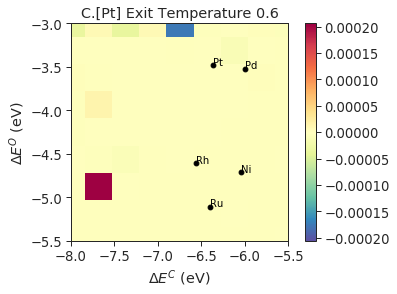 C.[Pt] Exit Temperature 0.6
−3.0
−3.5
−4.0
−4.5
−5.0
−5.5
ΔE^O (eV)
Pt
Pd
Rh
Ni
Ru
−8.0 −7.5 −7.0 −6.5 −6.0 −5.5
ΔE^C (eV)
0.00020
0.00015
0.00010
0.00005
0.00000
−0.00005
−0.00010
−0.00015
−0.00020